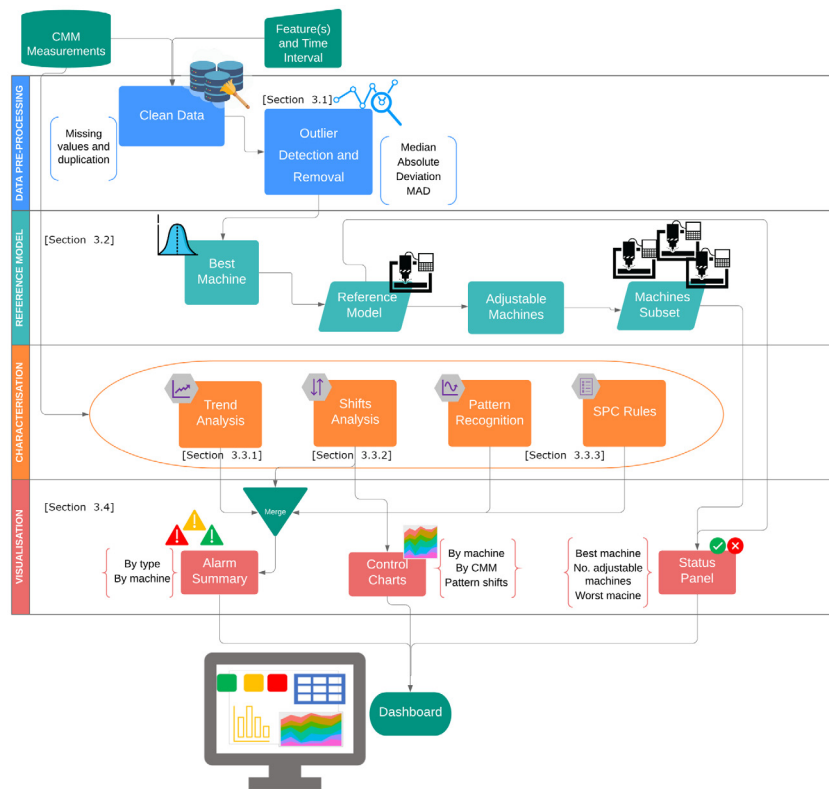 CMM
Measurements
Feature(s)
and Time
Interval
DATA PRE-PROCESSING
Clean Data
[Section 3.1]
Missing
values and
duplication
Outlier
Detection and
Removal
Median
Absolute
Deviation
MAD
REFERENCE MODEL
[Section 3.2]
Best
Machine
Reference
Model
Adjustable
Machines
Machines
Subset
CHARACTERISATION
Trend
Analysis
Shifts
Analysis
Pattern
Recognition
SPC Rules
[Section 3.3.1]
[Section 3.3.2]
[Section 3.3.3]
VISUALISATION
[Section 3.4]
Merge
By type
By machine
Alarm
Summary
Control
Charts
By machine
By CMM
Pattern shifts
Best machine
No. adjustable
machines
Worst macine
Status
Panel
Dashboard